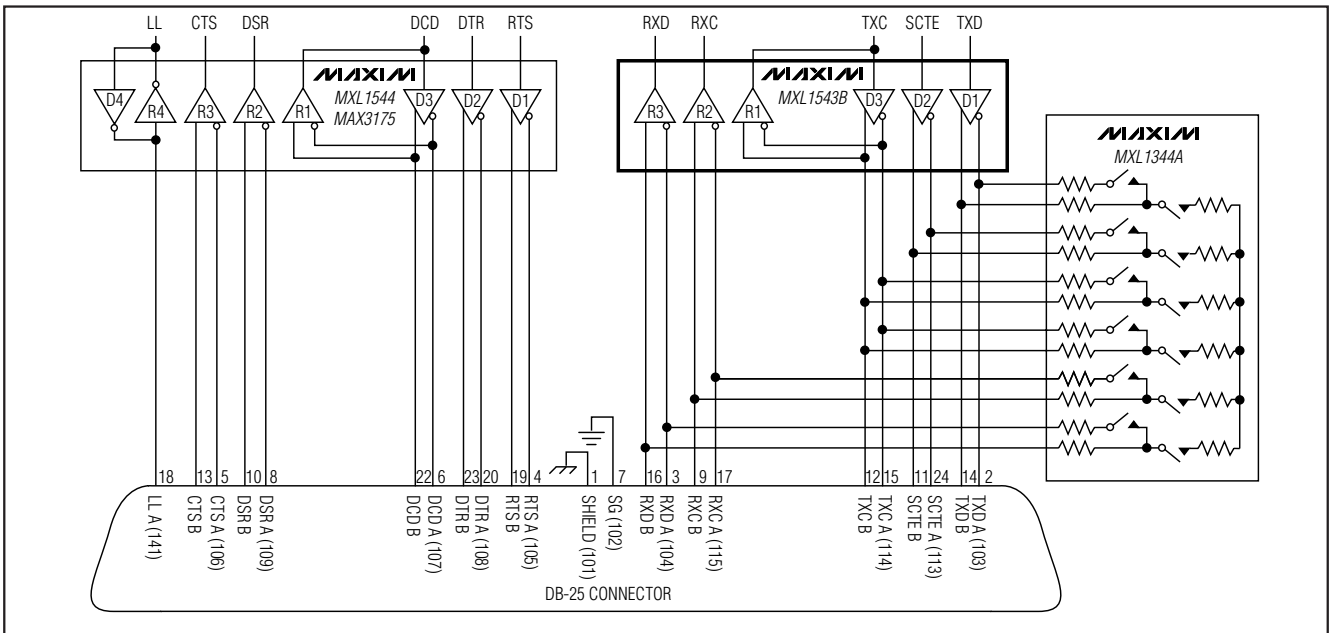 LL CTS DSR DCD DTR RTS RXD RXC TXC SCTE TXD
MAXIM
MXL1544
MAX3175
D4 R4 R3 R2 R1 D3 D2 D1
MAXIM
MXL1543B
R3 R2 R1 D3 D2 D1
MAXIM
MXL1344A
18 13 5 10 8 22 6 23 20 19 4 1 7 16 3 9 17 12 15 11 24 14 2
LL A (141)
CTS B
CTS A (106)
DSR B
DSR A (109)
DCD B
DCD A (107)
DTR B
DTR A (108)
RTS B
RTS A (105)
SHIELD (101)
SG (102)
RXD B
RXD A (104)
RXC B
RXC A (115)
TXC B
TXC A (114)
SCTE B
SCTE A (113)
TXD B
TXD A (103)
DB-25 CONNECTOR